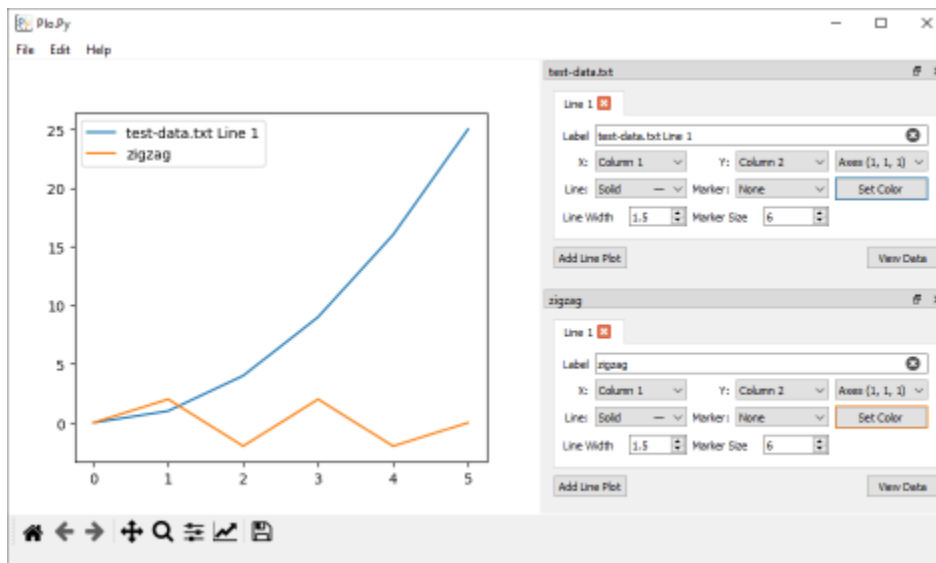 Plo.Py
File Edit Help
test-data.txt
Line 1
Label test-data.txt Line 1
X: Column 1 Y: Column 2 Axes (1, 1, 1)
Line: Solid — Marker: None Set Color
Line Width 1.5 Marker Size 6
Add Line Plot View Data
zigzag
Line 1
Label zigzag
X: Column 1 Y: Column 2 Axes (1, 1, 1)
Line: Solid — Marker: None Set Color
Line Width 1.5 Marker Size 6
Add Line Plot View Data
test-data.txt Line 1
zigzag
25
20
15
10
5
0
0 1 2 3 4 5